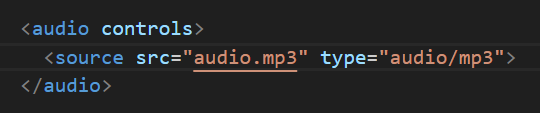 <audio controls>
<source src="audio.mp3" type="audio/mp3">
</audio>